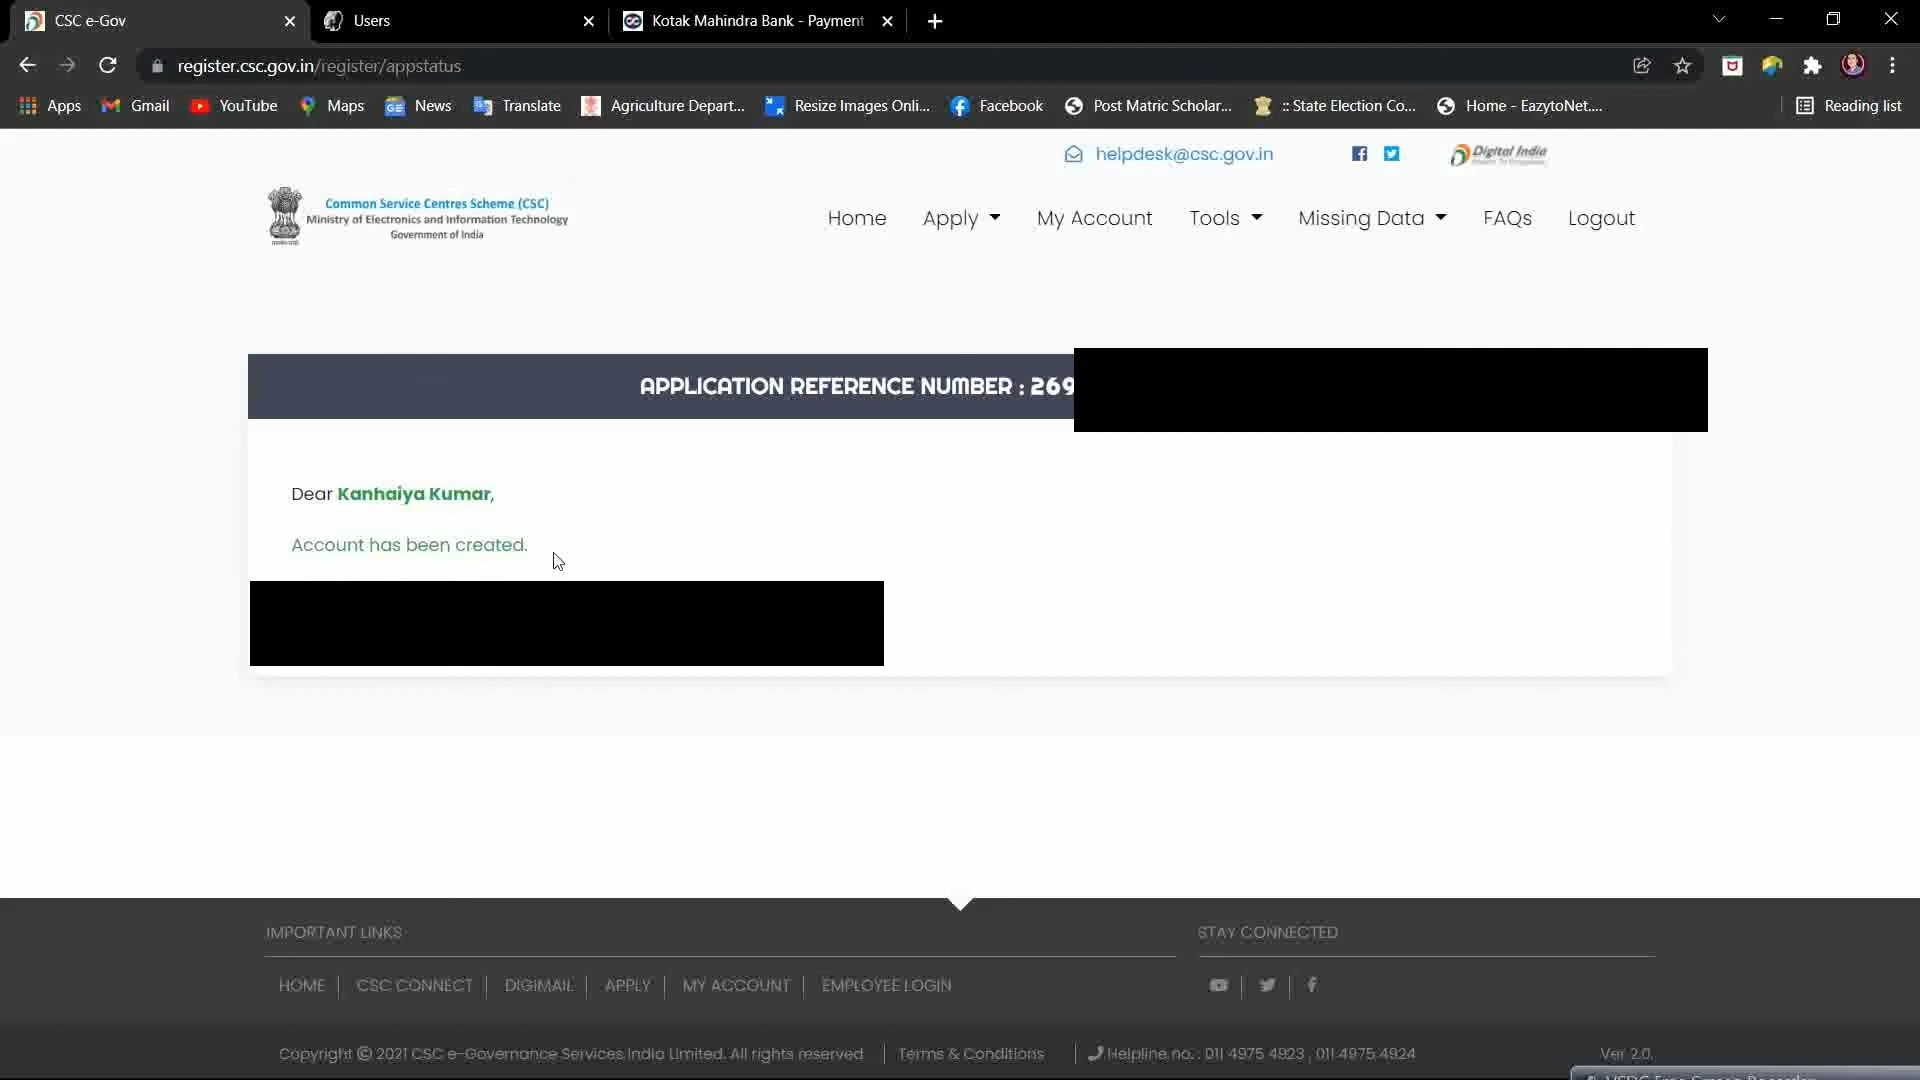 CSC e-Gov
Users
Kotak Mahindra Bank - Payment
register.csc.gov.in/register/appstatus
Apps
Gmail
YouTube
Maps
News
Translate
Agriculture Depart...
Resize Images Onli...
Facebook
Post Matric Scholar...
:: State Election Co...
Home - EazytoNet....
Reading list
helpdesk@csc.gov.in
Digital India
Common Service Centres Scheme (CSC)
Ministry of Electronics and Information Technology
Government of India
Home
Apply
My Account
Tools
Missing Data
FAQs
Logout
APPLICATION REFERENCE NUMBER : 269
Dear Kanhaiya Kumar,
Account has been created.
IMPORTANT LINKS
STAY CONNECTED
HOME
CSC CONNECT
DIGIMAIL
APPLY
MY ACCOUNT
EMPLOYEE LOGIN
Copyright © 2021 CSC e-Governance Services India Limited. All rights reserved
Terms & Conditions
Helpline no. : 011 4975 4923 , 011 4975 4924
Ver 2.0.